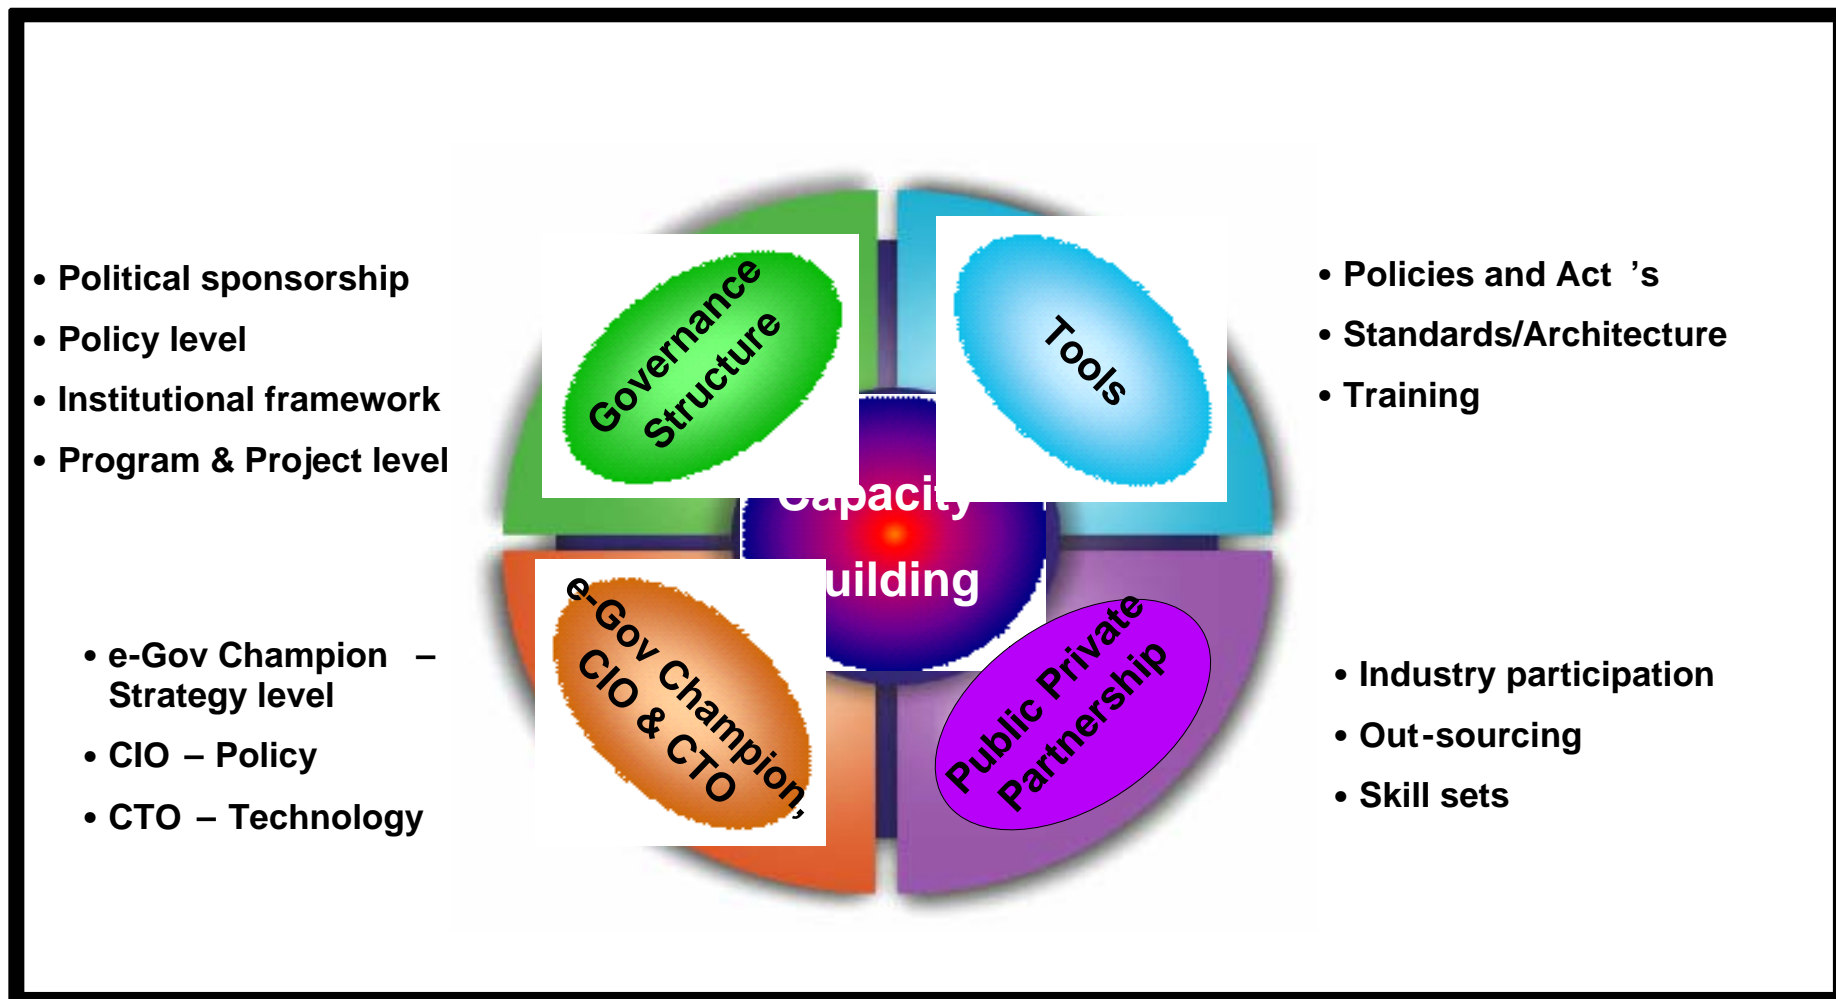 • Political sponsorship
• Policy level
• Institutional framework
• Program & Project level
Governance
Structure
Tools
• Policies and Act ’s
• Standards/Architecture
• Training
Capacity
uilding
• e-Gov Champion –
Strategy level
• CIO – Policy
• CTO – Technology
e-Gov Champion,
CIO & CTO
Public Private
Partnership
• Industry participation
• Out-sourcing
• Skill sets